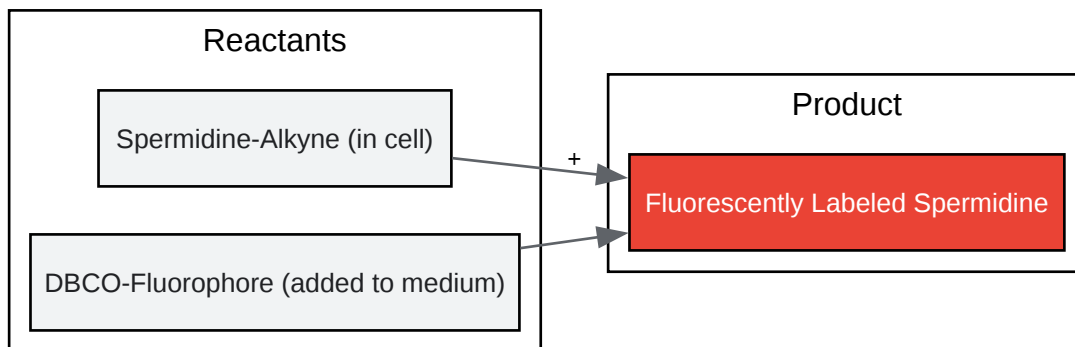 Reactants
Spermidine-Alkyne (in cell)
DBCO-Fluorophore (added to medium)
+
Product
Fluorescently Labeled Spermidine